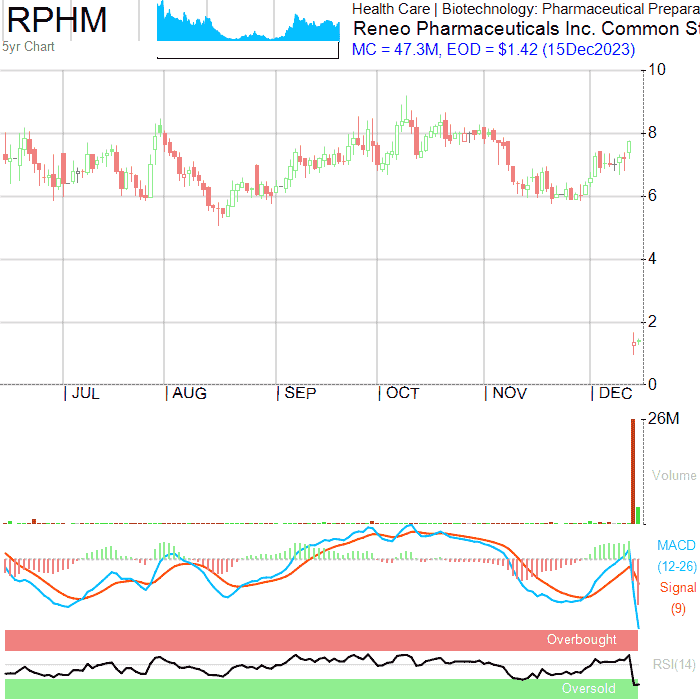 RPHM
5yr Chart
Health Care | Biotechnology: Pharmaceutical Prepara
Reneo Pharmaceuticals Inc. Common St
MC = 47.3M, EOD = $1.42 (15Dec2023)
10
8
6
4
2
0
| JUL | AUG | SEP | OCT | NOV | DEC
26M
Volume
MACD
(12-26)
Signal
(9)
Overbought
RSI(14)
Oversold